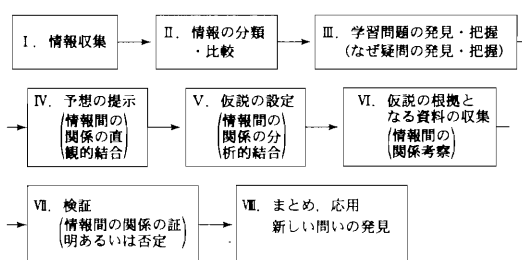 Ⅰ. 情報収集
Ⅱ. 情報の分類
・比較
Ⅲ. 学習問題の発見・把握
(なぜ疑問の発見・把握)
Ⅳ. 予想の提示
(情報間の
関係の直
観的結合)
Ⅴ. 仮説の設定
(情報間の
関係の分
析的結合)
Ⅵ. 仮説の根拠と
なる資料の収集
(情報間の
関係考察)
Ⅶ. 検証
(情報間の関係の証
明あるいは否定)
Ⅷ. まとめ, 応用
新しい問いの発見